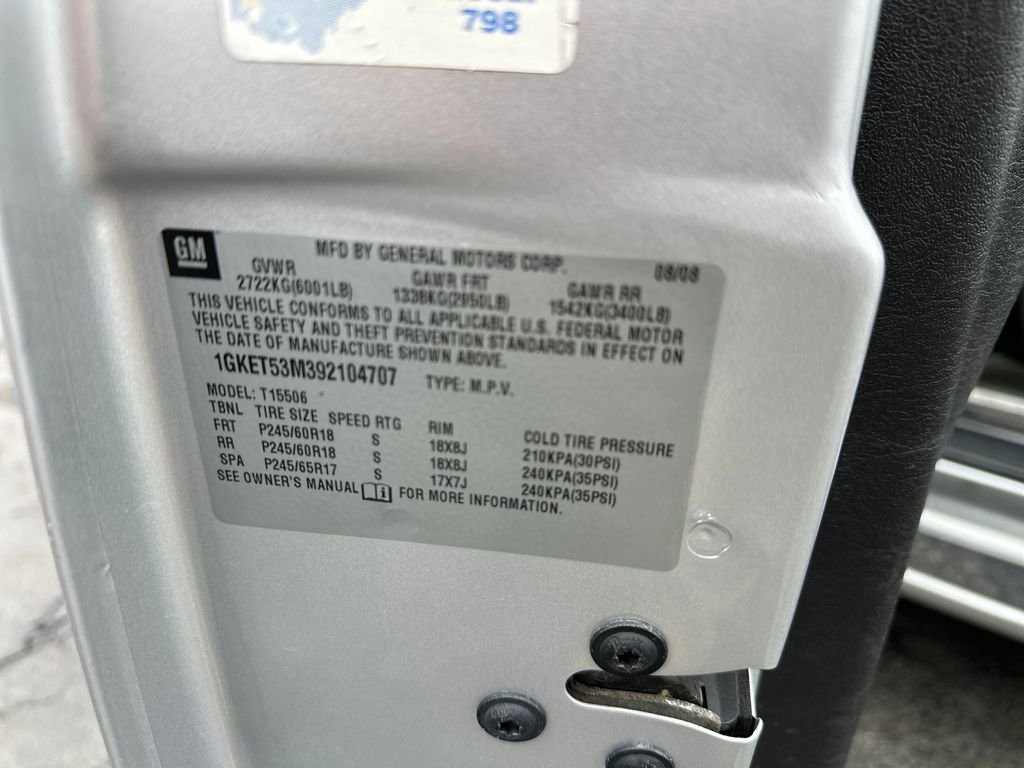 798
GM
MFD BY GENERAL MOTORS CORP. 08/08
GVWR GAWR FRT GAWR RR
2722KG(6001LB) 1338KG(2950LB) 1542KG(3400LB)
THIS VEHICLE CONFORMS TO ALL APPLICABLE U.S. FEDERAL MOTOR
VEHICLE SAFETY AND THEFT PREVENTION STANDARDS IN EFFECT ON
THE DATE OF MANUFACTURE SHOWN ABOVE.
1GKET53M392104707 TYPE: M.P.V.
MODEL: T15506
TBNL TIRE SIZE SPEED RTG RIM COLD TIRE PRESSURE
FRT P245/60R18 S 18X8J 210KPA(30PSI)
RR P245/60R18 S 18X8J 240KPA(35PSI)
SPA P245/65R17 S 17X7J 240KPA(35PSI)
SEE OWNER'S MANUAL FOR MORE INFORMATION.